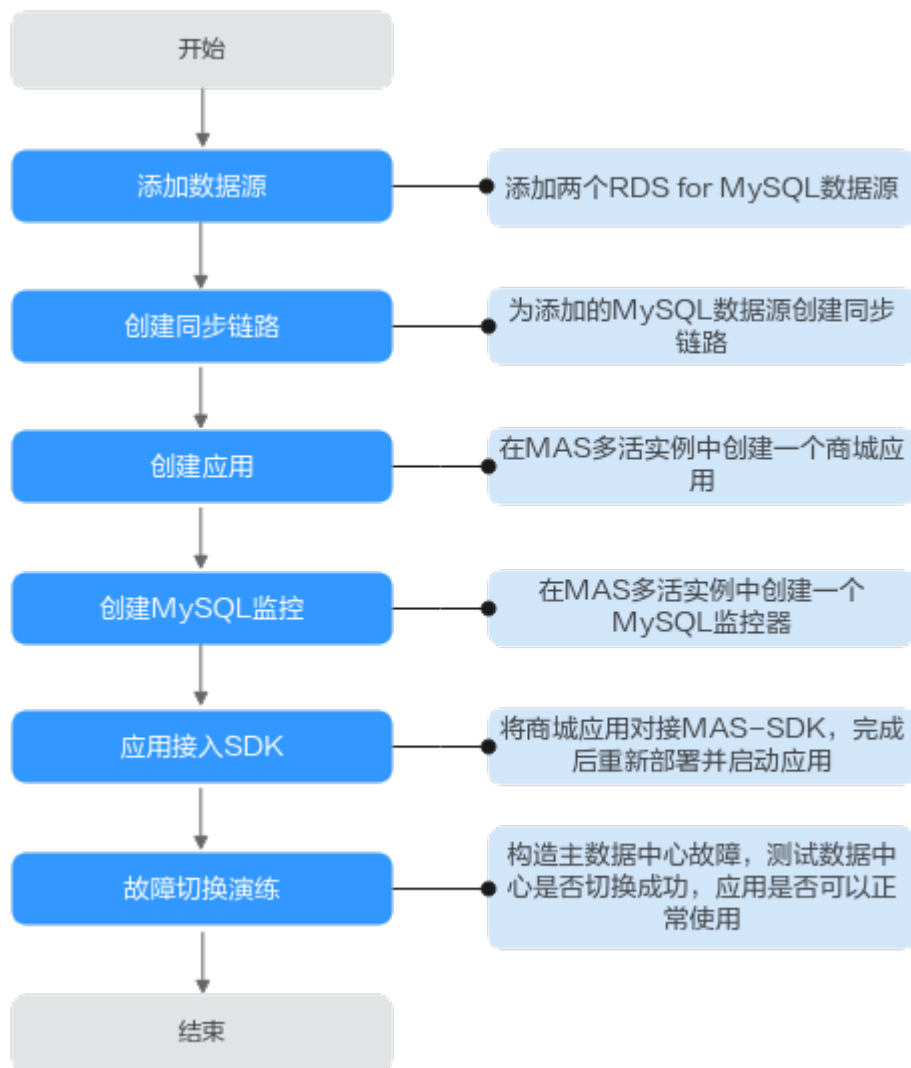 开始
添加数据源
添加两个RDS for MySQL数据源
创建同步链路
为添加的MySQL数据源创建同步
链路
创建应用
在MAS多活实例中创建一个商城应
用
创建MySQL监控
在MAS多活实例中创建一个
MySQL监控器
应用接入SDK
将商城应用对接MAS-SDK，完成
后重新部署并启动应用
故障切换演练
构造主数据中心故障，测试数据中
心是否切换成功，应用是否可以正
常使用
结束